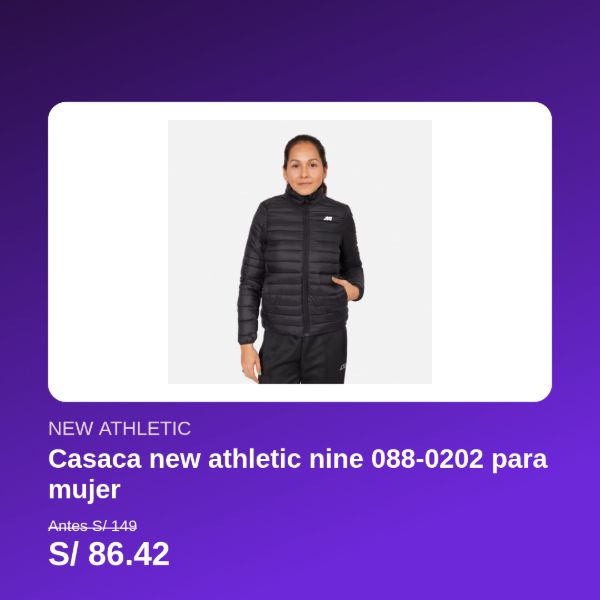 NEW ATHLETIC
Casaca new athletic nine 088-0202 para
mujer
Antes S/ 149
S/ 86.42